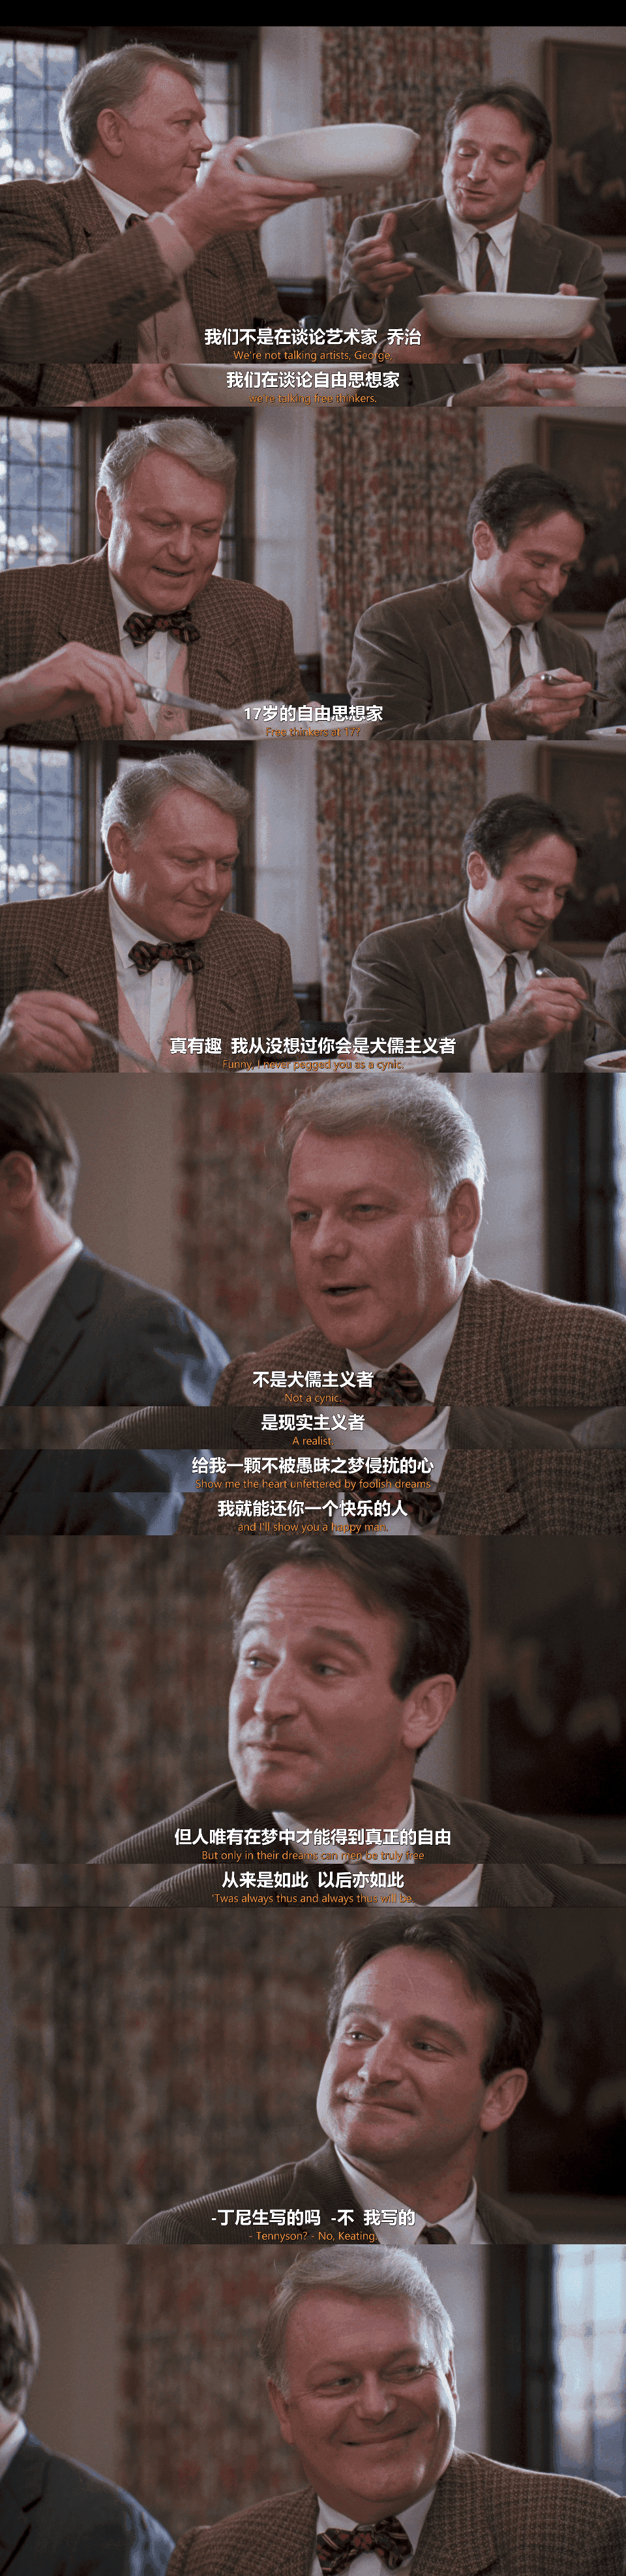 我们不是在谈论艺术家 乔治
We're not talking artists, George,
我们在谈论自由思想家
we're talking free thinkers.
17岁的自由思想家
Free thinkers at 17?
真有趣 我从没想过你会是犬儒主义者
Funny, I never pegged you as a cynic.
不是犬儒主义者
Not a cynic.
是现实主义者
A realist.
给我一颗不被愚昧之梦侵扰的心
Show me the heart unfettered by foolish dreams
我就能还你一个快乐的人
and I'll show you a happy man.
但人唯有在梦中才能得到真正的自由
But only in their dreams can men be truly free
从来是如此 以后亦如此
'Twas always thus and always thus will be.
-丁尼生写的吗 -不 我写的
- Tennyson? - No, Keating.